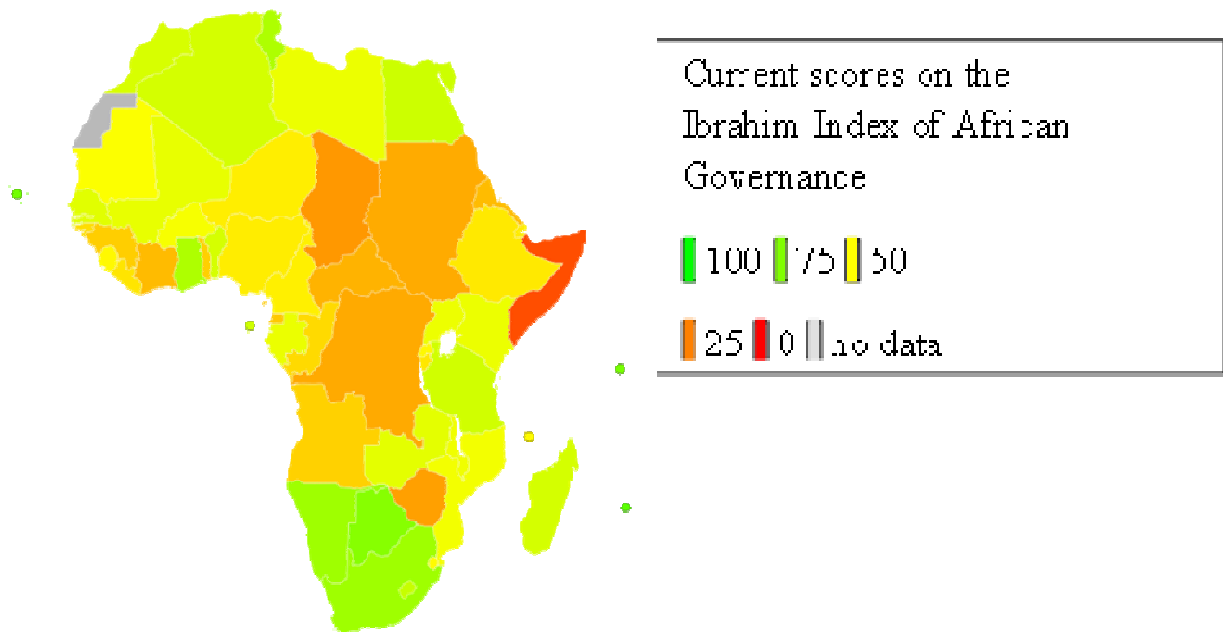 Current scores on the
Ibrahim Index of African
Governance
100 75 50
25 0 no data